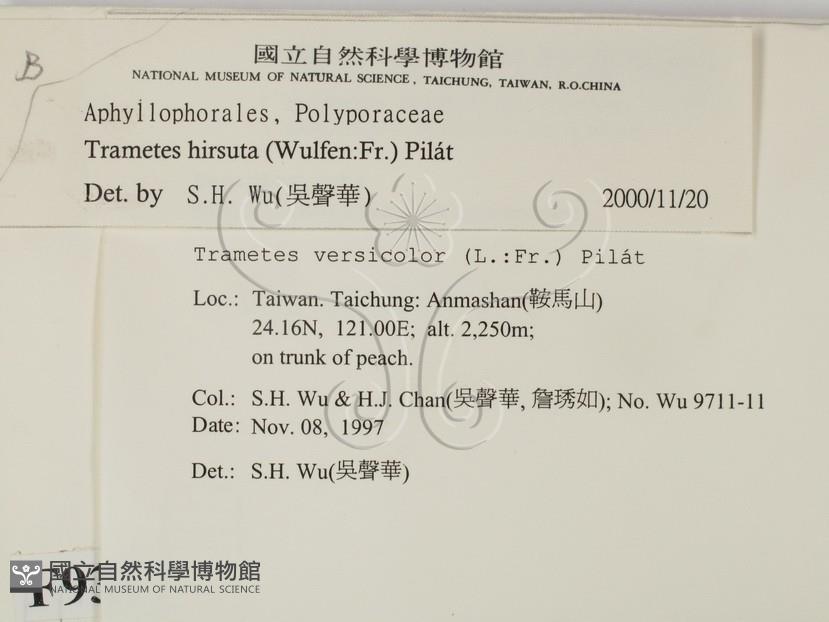 B
國立自然科學博物館
NATIONAL MUSEUM OF NATURAL SCIENCE, TAICHUNG, TAIWAN, R.O.CHINA
Aphyllophorales, Polyporaceae
Trametes hirsuta (Wulfen:Fr.) Pilát
Det. by S.H. Wu(吳聲華) 2000/11/20
Trametes versicolor (L.:Fr.) Pilát
Loc.: Taiwan. Taichung: Anmashan(鞍馬山)
24.16N, 121.00E; alt. 2,250m;
on trunk of peach.
Col.: S.H. Wu & H.J. Chan(吳聲華, 詹琇如); No. Wu 9711-11
Date: Nov. 08, 1997
Det.: S.H. Wu(吳聲華)
國立自然科學博物館
NATIONAL MUSEUM OF NATURAL SCIENCE